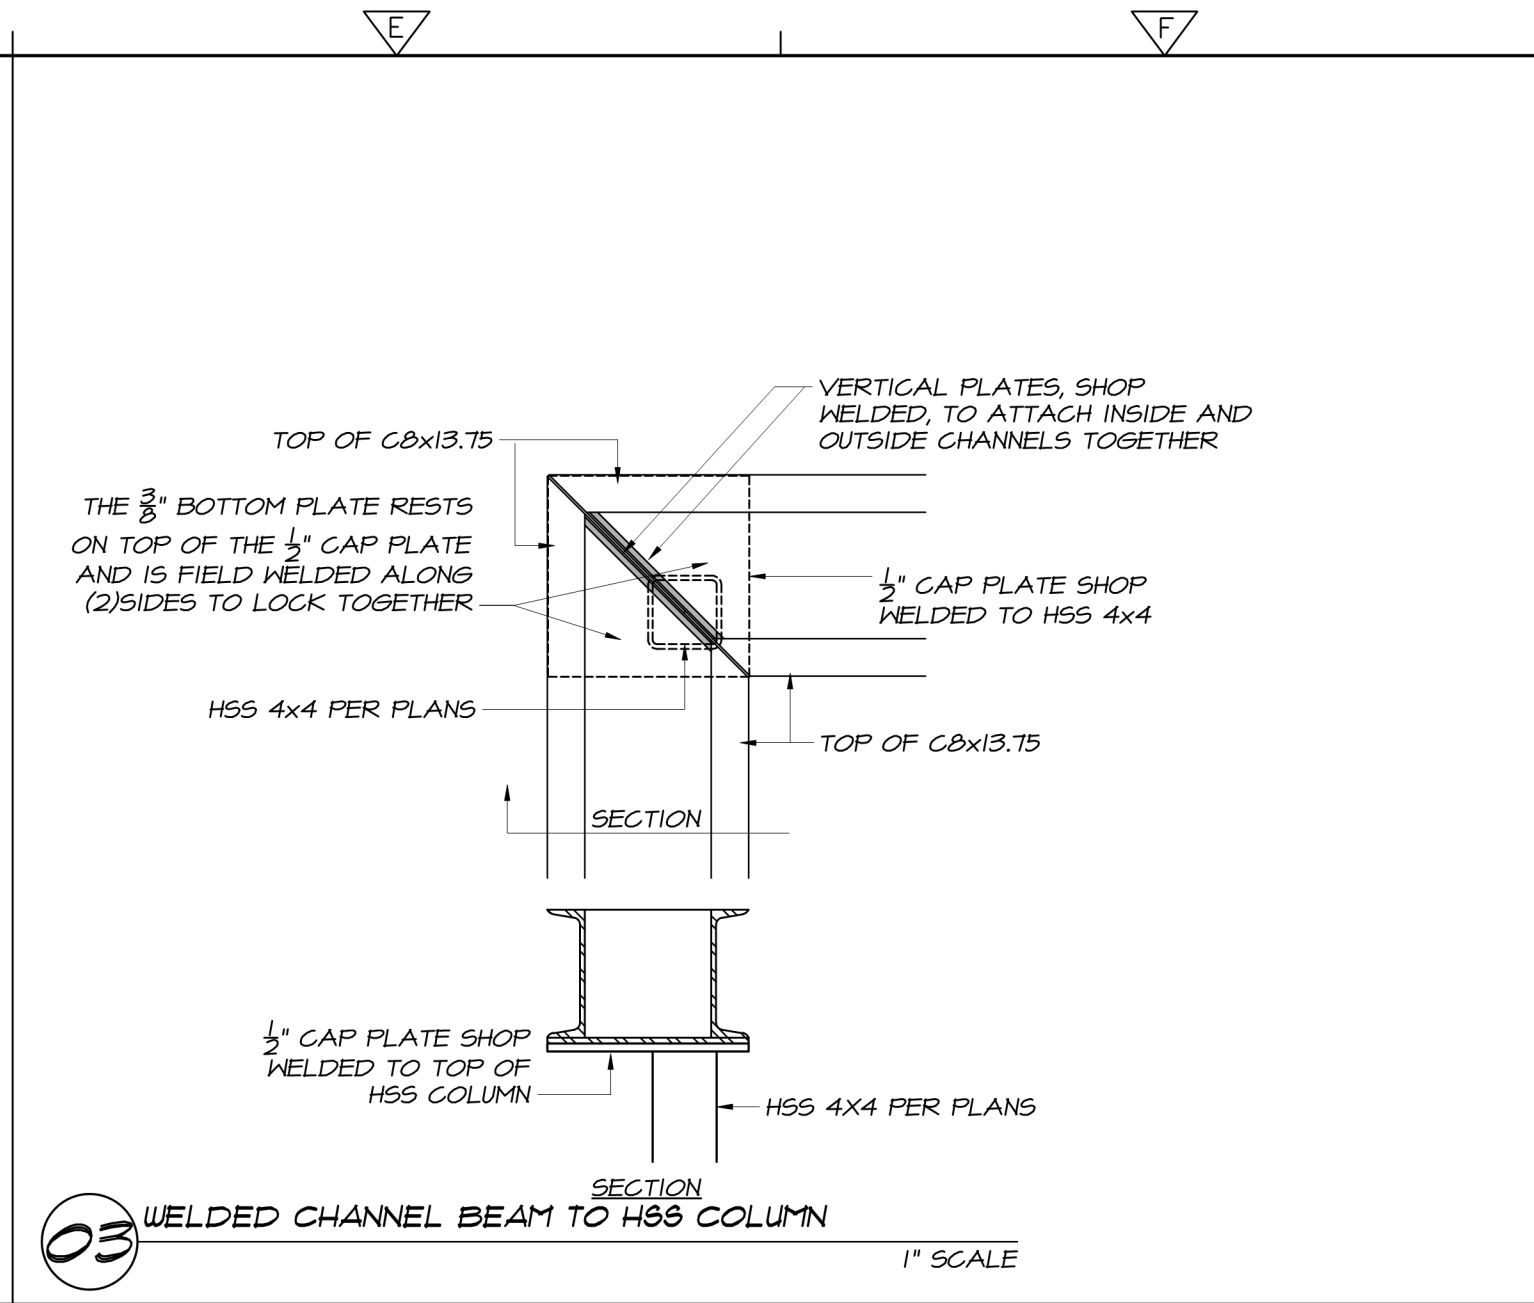 E
F
VERTICAL PLATES, SHOP
WELDED, TO ATTACH INSIDE AND
OUTSIDE CHANNELS TOGETHER
TOP OF C8x13.75
THE 3/8" BOTTOM PLATE RESTS
ON TOP OF THE 1/2" CAP PLATE
AND IS FIELD WELDED ALONG
(2)SIDES TO LOCK TOGETHER
1/2" CAP PLATE SHOP
WELDED TO HSS 4x4
HSS 4x4 PER PLANS
TOP OF C8x13.75
SECTION
1/2" CAP PLATE SHOP
WELDED TO TOP OF
HSS COLUMN
HSS 4X4 PER PLANS
SECTION
03
WELDED CHANNEL BEAM TO HSS COLUMN
1" SCALE